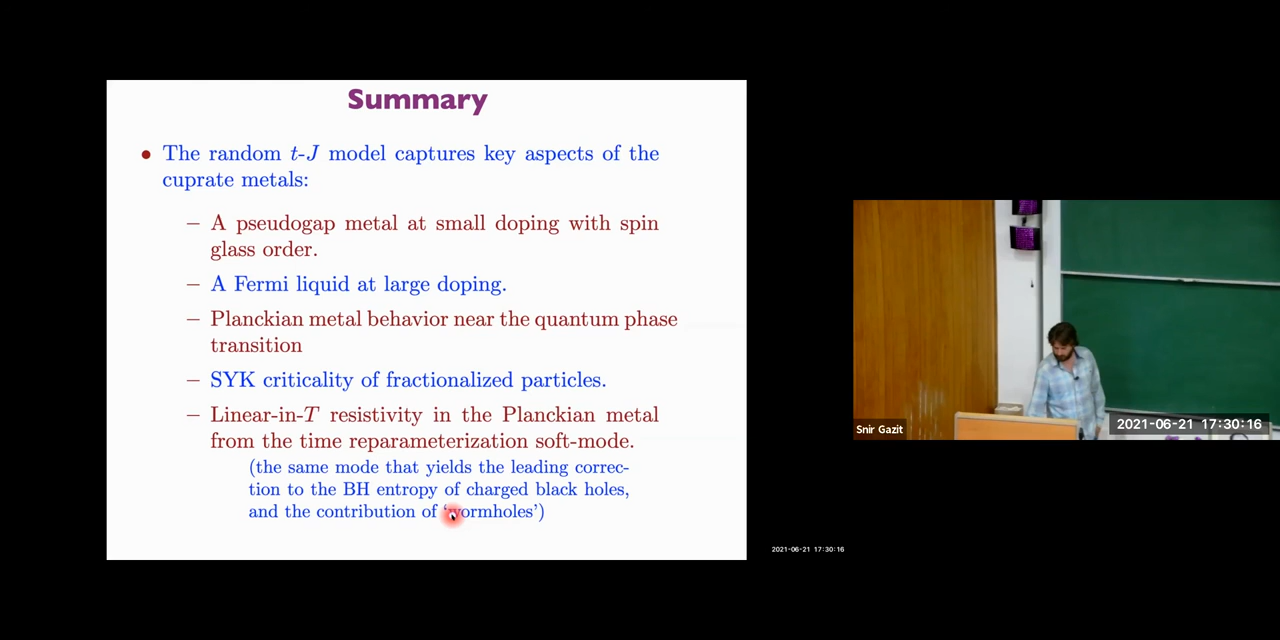 Summary
• The random t-J model captures key aspects of the
cuprate metals:
– A pseudogap metal at small doping with spin
glass order.
– A Fermi liquid at large doping.
– Planckian metal behavior near the quantum phase
transition
– SYK criticality of fractionalized particles.
– Linear-in-T resistivity in the Planckian metal
from the time reparameterization soft-mode.
(the same mode that yields the leading correc-
tion to the BH entropy of charged black holes,
and the contribution of ‘wormholes’)
Snir Gazit
2021-06-21 17:30:16
2021-06-21 17:30:16